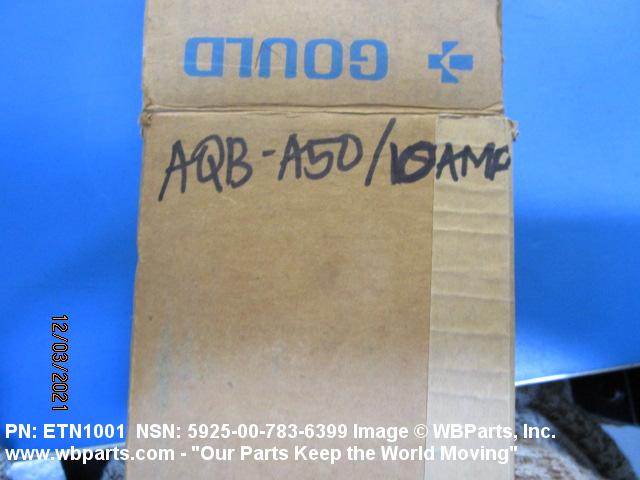 GOULD
AQB-A50/10AMP
12/03/2021
PN: ETN1001 NSN: 5925-00-783-6399 Image © WBParts, Inc.
www.wbparts.com - "Our Parts Keep the World Moving"